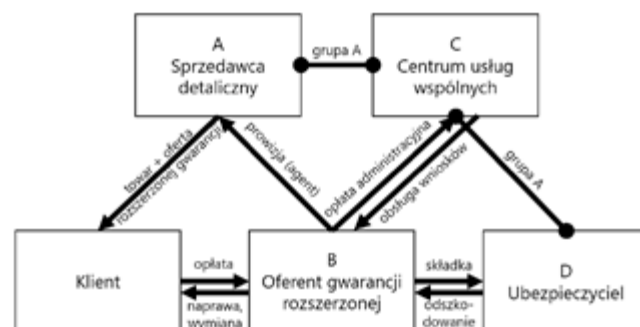 A
Sprzedawca
detaliczny
grupa A
C
Centrum usług
wspólnych
towar + oferta
rozszerzonej gwarancji
prowizja (agent)
opłata administracyjna
obsługa wniosków
grupa A
Klient
opłata
naprawa,
wymiana
B
Oferent gwarancji
rozszerzonej
składka
odszko-
dowanie
D
Ubezpieczyciel